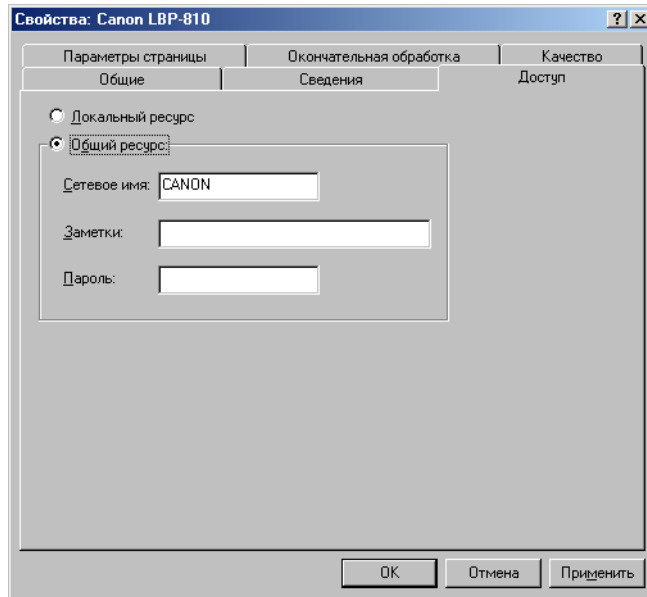 Свойства: Canon LBP-810
Параметры страницы Окончательная обработка Качество
Общие Сведения Доступ
Локальный ресурс
Общий ресурс:
Сетевое имя: CANON
Заметки:
Пароль:
OK Отмена Применить